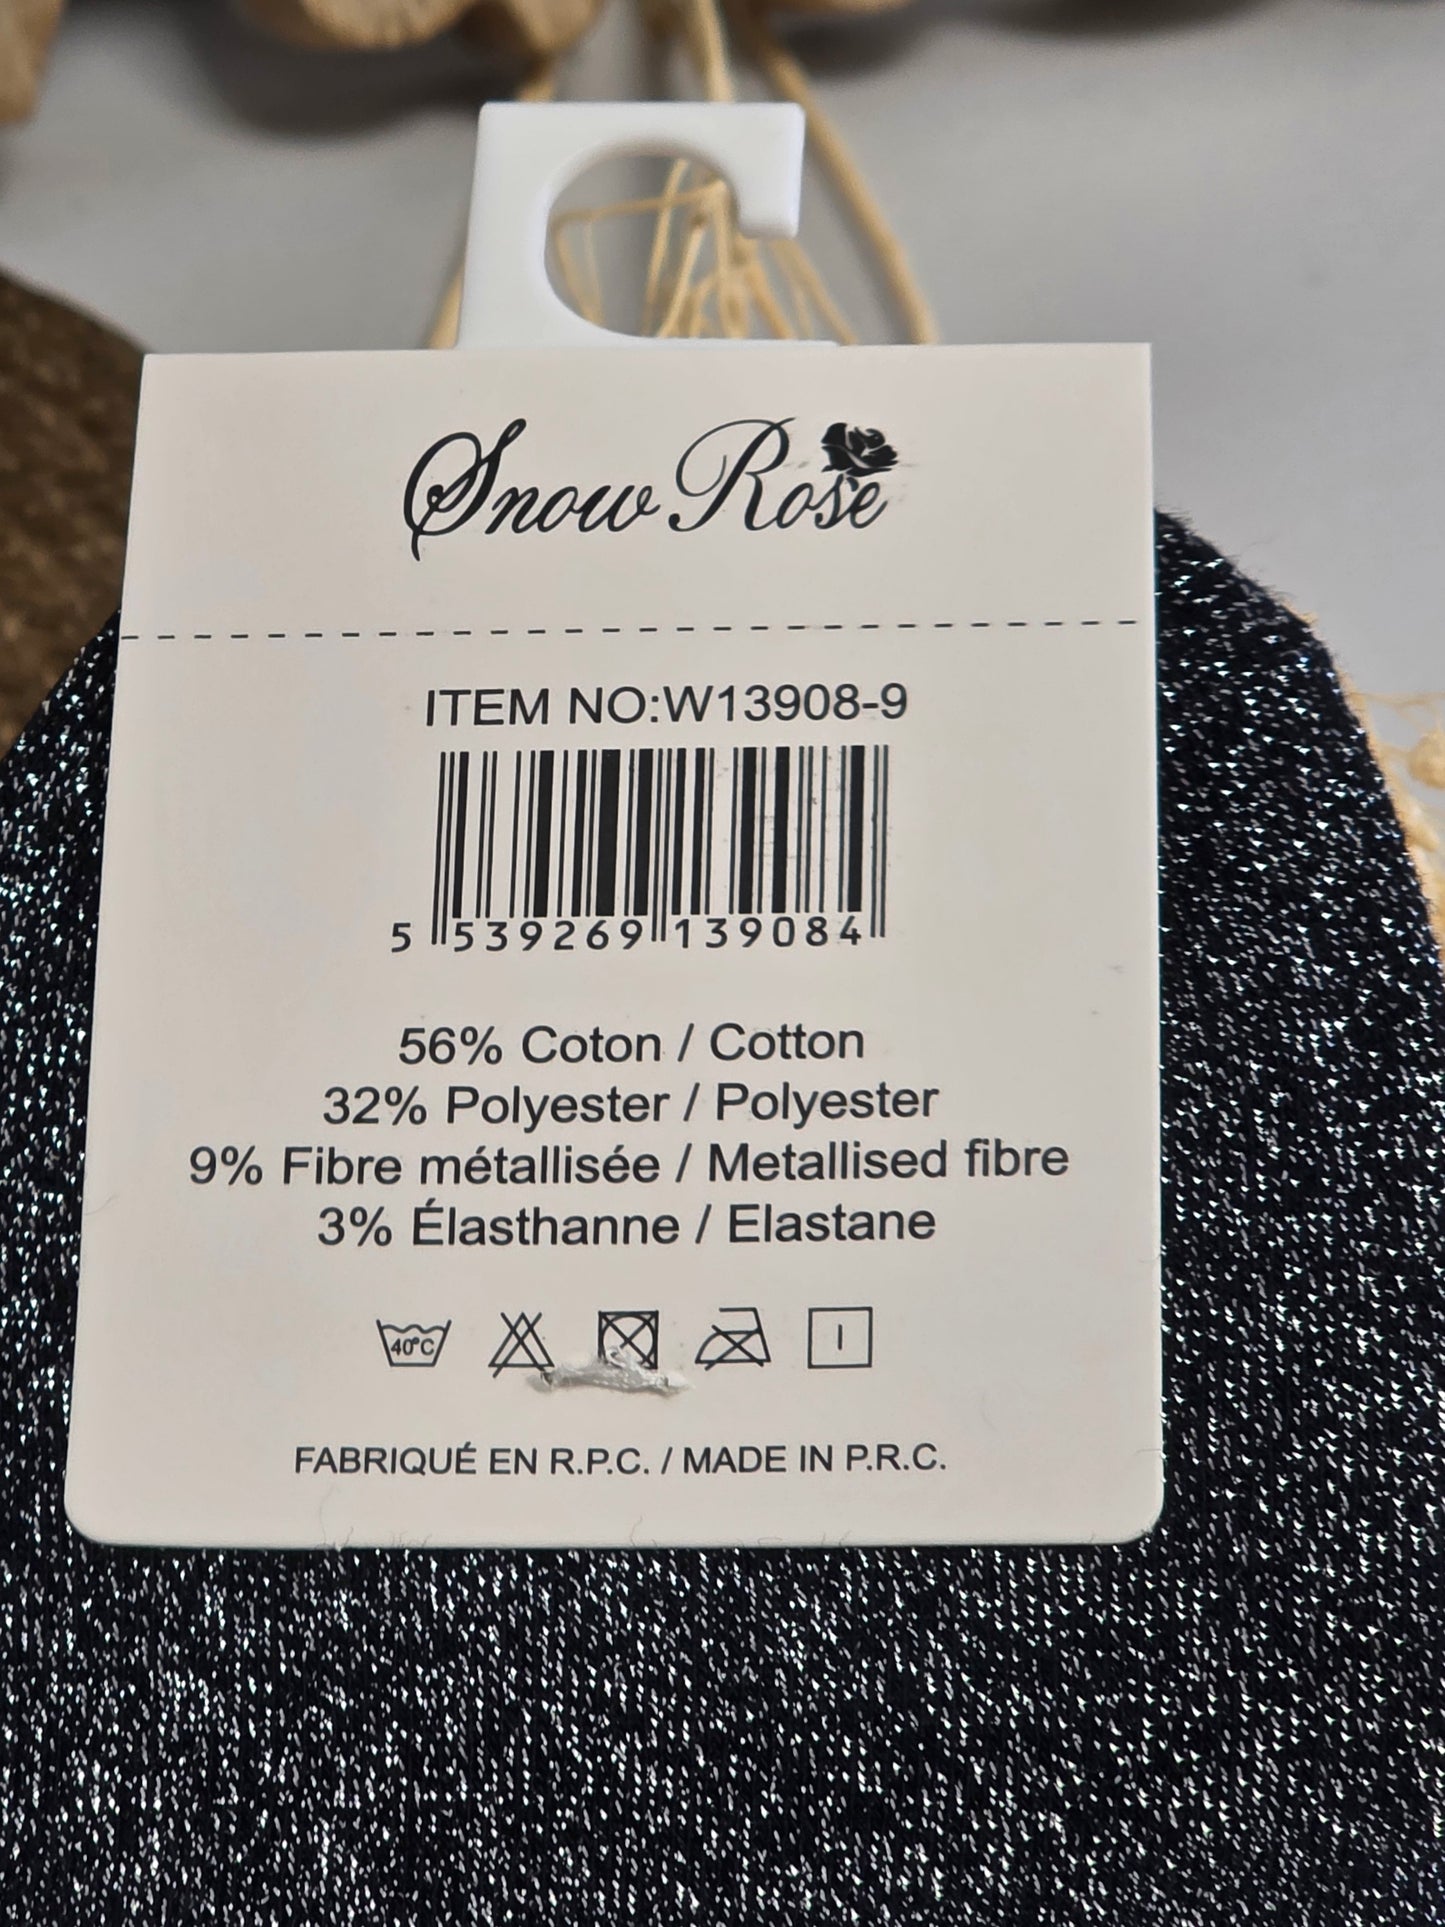 Snow Rose
ITEM NO:W13908-9
5 539269 139084
56% Coton / Cotton
32% Polyester / Polyester
9% Fibre métallisée / Metallised fibre
3% Élasthanne / Elastane
40°C
FABRIQUÉ EN R.P.C. / MADE IN P.R.C.